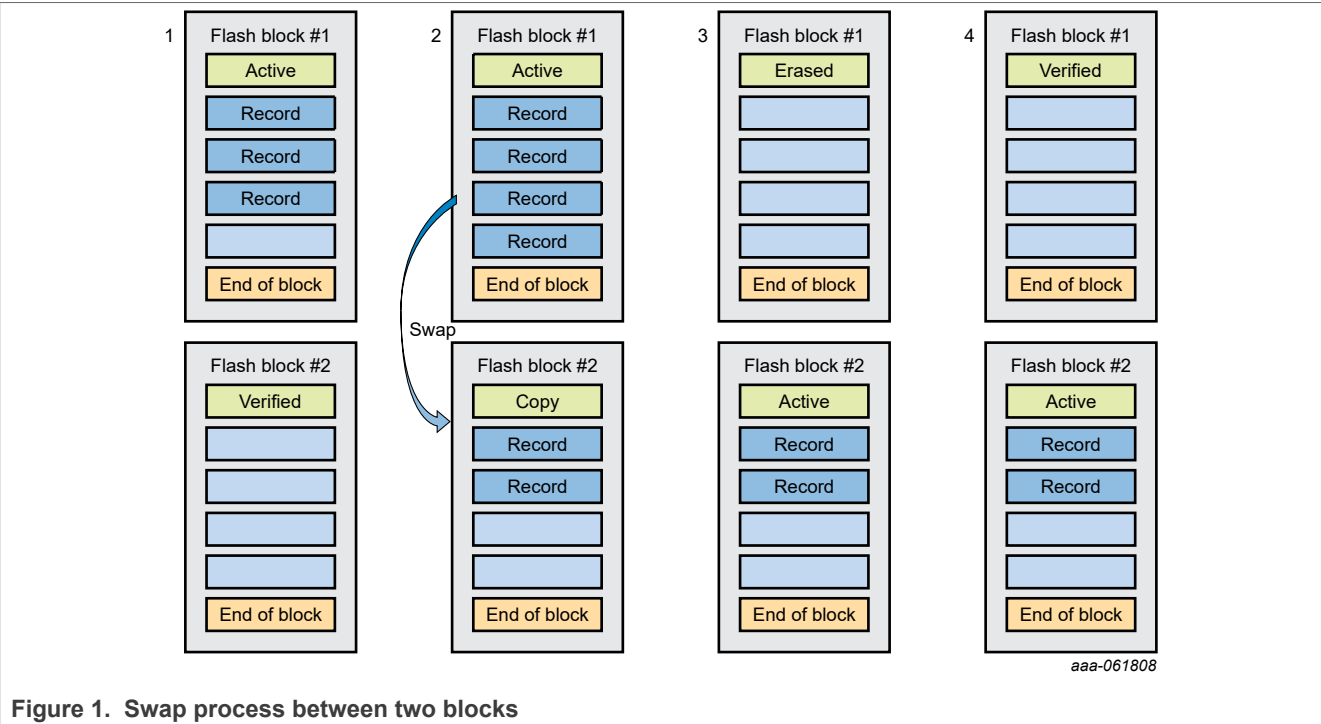 1
Flash block #1
Active
Record
Record
Record
End of block
Flash block #2
Verified
End of block
2
Flash block #1
Active
Record
Record
Record
Record
End of block
Swap
Flash block #2
Copy
Record
Record
End of block
3
Flash block #1
Erased
End of block
Flash block #2
Active
Record
Record
End of block
4
Flash block #1
Verified
End of block
Flash block #2
Active
Record
Record
End of block
aaa-061808
Figure 1. Swap process between two blocks